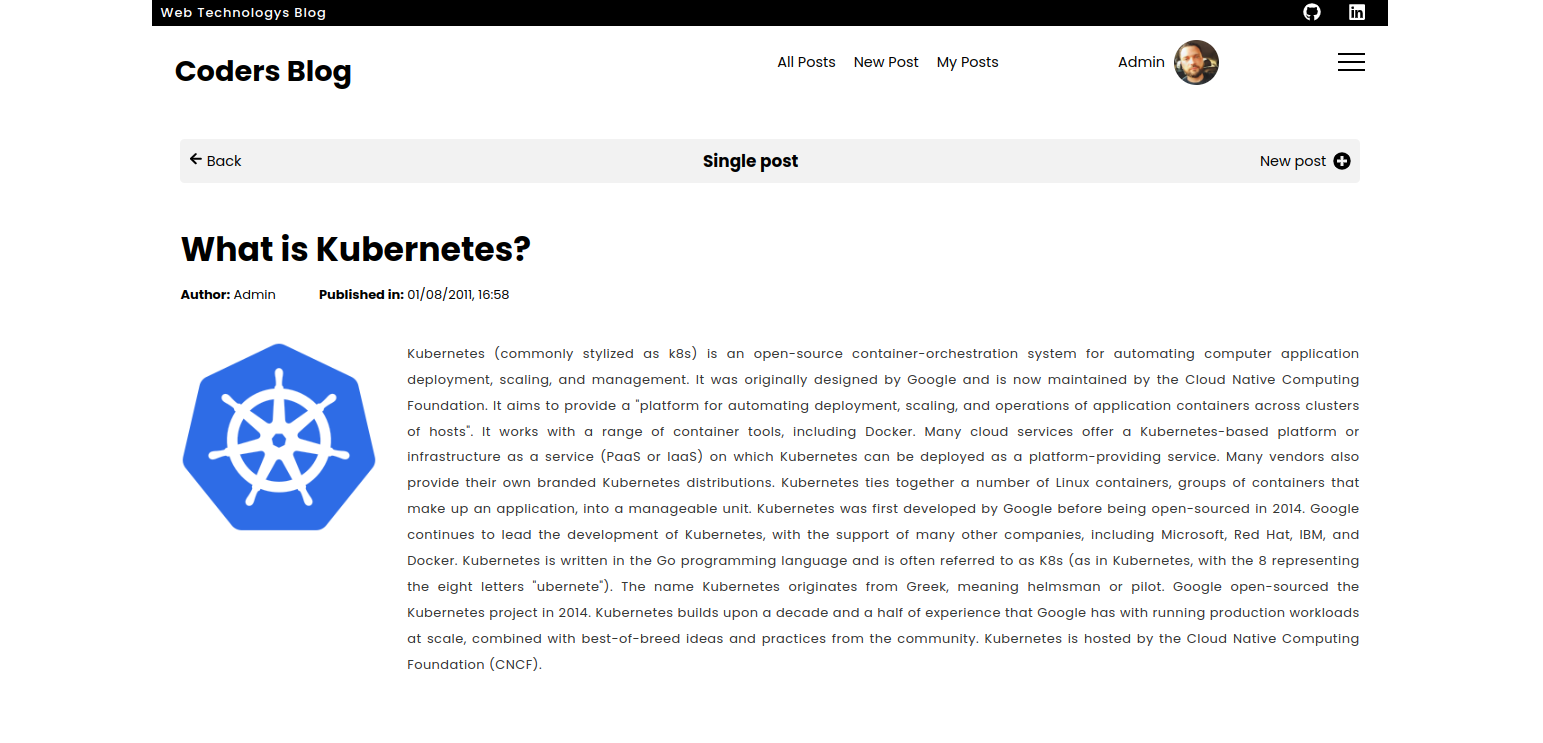 Web Technologys Blog
Coders Blog
All Posts New Post My Posts Admin
Back Single post New post
What is Kubernetes?
Author: Admin Published in: 01/08/2011, 16:58
Kubernetes (commonly stylized as k8s) is an open-source container-orchestration system for automating computer application
deployment, scaling, and management. It was originally designed by Google and is now maintained by the Cloud Native Computing
Foundation. It aims to provide a "platform for automating deployment, scaling, and operations of application containers across clusters
of hosts". It works with a range of container tools, including Docker. Many cloud services offer a Kubernetes-based platform or
infrastructure as a service (PaaS or IaaS) on which Kubernetes can be deployed as a platform-providing service. Many vendors also
provide their own branded Kubernetes distributions. Kubernetes ties together a number of Linux containers, groups of containers that
make up an application, into a manageable unit. Kubernetes was first developed by Google before being open-sourced in 2014. Google
continues to lead the development of Kubernetes, with the support of many other companies, including Microsoft, Red Hat, IBM, and
Docker. Kubernetes is written in the Go programming language and is often referred to as K8s (as in Kubernetes, with the 8 representing
the eight letters "ubernete"). The name Kubernetes originates from Greek, meaning helmsman or pilot. Google open-sourced the
Kubernetes project in 2014. Kubernetes builds upon a decade and a half of experience that Google has with running production workloads
at scale, combined with best-of-breed ideas and practices from the community. Kubernetes is hosted by the Cloud Native Computing
Foundation (CNCF).